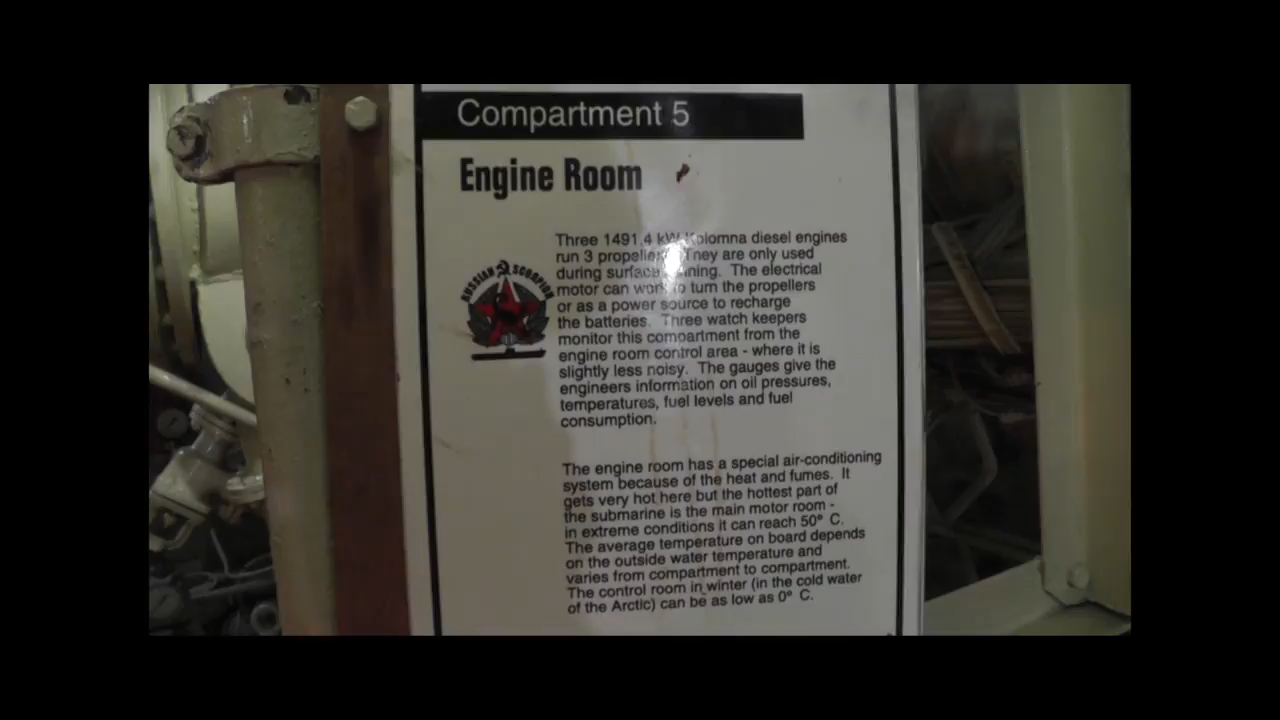 Compartment 5
Engine Room
RUSSIAN SCORPION
Three 1491.4 kW Kolomna diesel engines
run 3 propellers. They are only used
during surface running. The electrical
motor can work to turn the propellers
or as a power source to recharge
the batteries. Three watch keepers
monitor this compartment from the
engine room control area - where it is
slightly less noisy. The gauges give the
engineers information on oil pressures,
temperatures, fuel levels and fuel
consumption.
The engine room has a special air-conditioning
system because of the heat and fumes. It
gets very hot here but the hottest part of
the submarine is the main motor room -
in extreme conditions it can reach 50° C.
The average temperature on board depends
on the outside water temperature and
varies from compartment to compartment.
The control room in winter (in the cold water
of the Arctic) can be as low as 0° C.